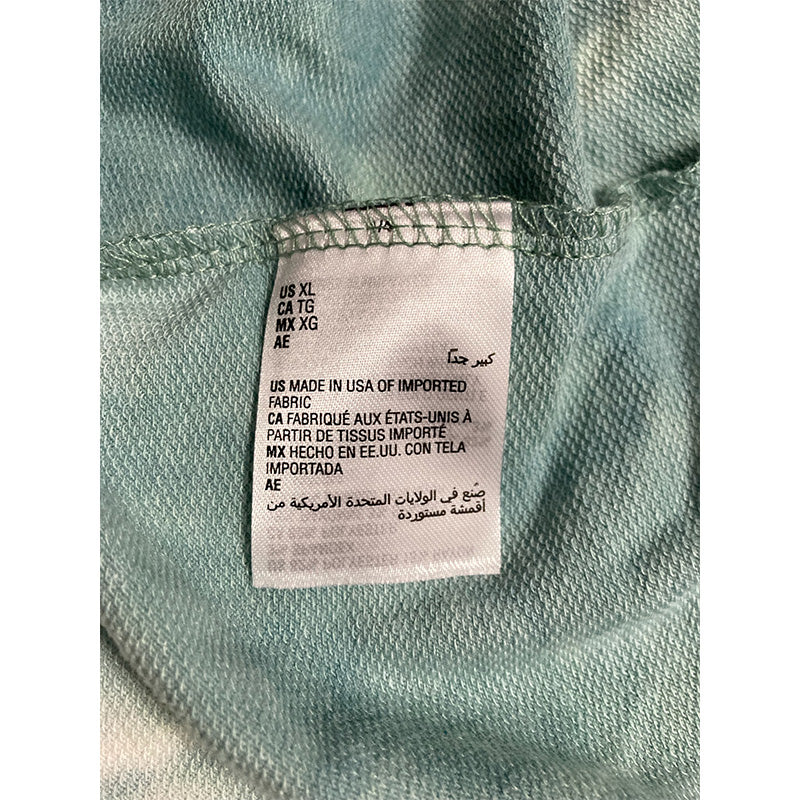 US XL
CA TG
MX XG
AE
كبير جدًا
US MADE IN USA OF IMPORTED
FABRIC
CA FABRIQUÉ AUX ÉTATS-UNIS À
PARTIR DE TISSUS IMPORTÉ
MX HECHO EN EE.UU. CON TELA
IMPORTADA
AE
صُنع في الولايات المتحدة الأمريكية من
أقمشة مستوردة